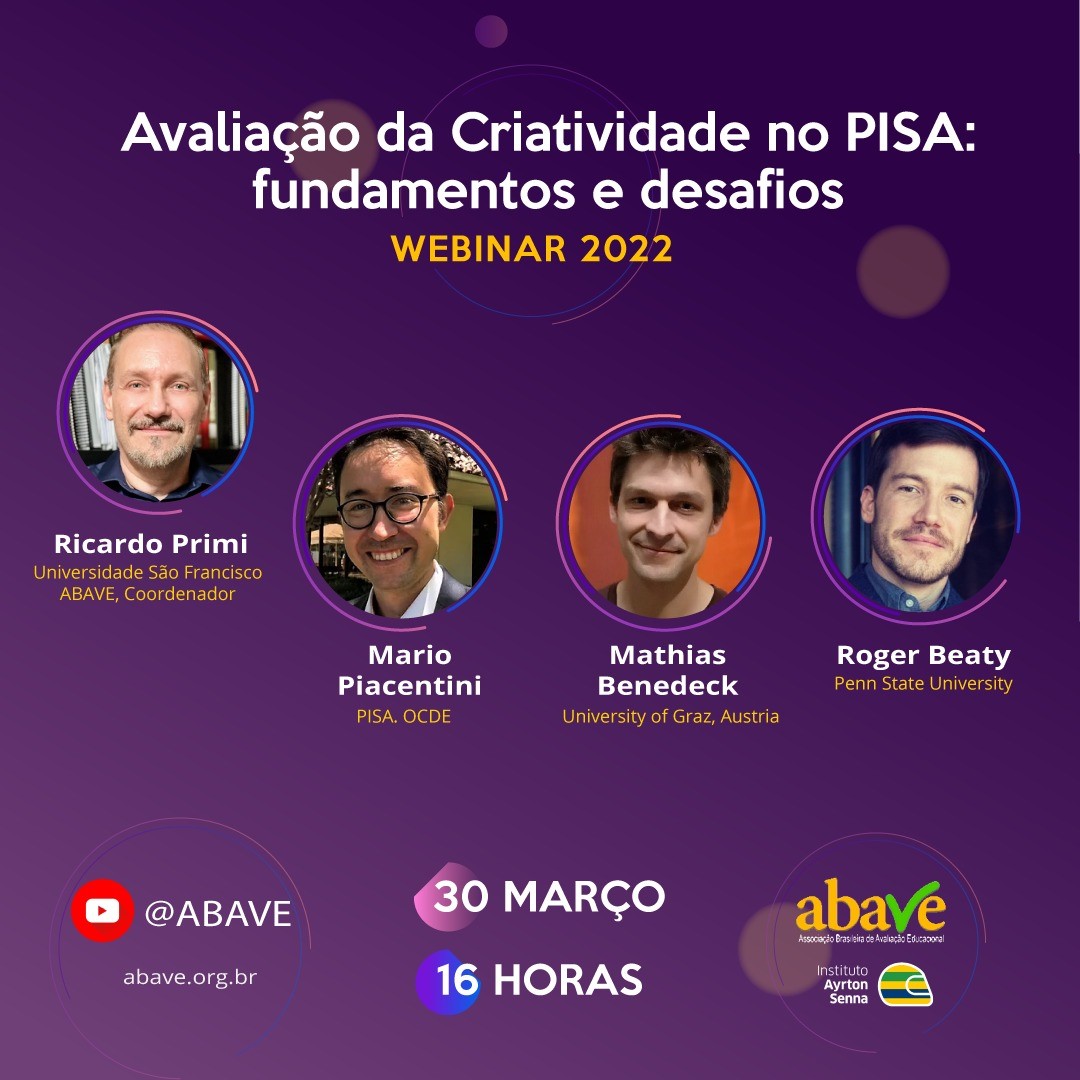 Avaliação da Criatividade no PISA:
fundamentos e desafios
WEBINAR 2022
Ricardo Primi
Universidade São Francisco
ABAVE, Coordenador
Mario
Piacentini
PISA. OCDE
Mathias
Benedeck
University of Graz, Austria
Roger Beaty
Penn State University
@ABAVE
abave.org.br
30 MARÇO
16 HORAS
abave
Associação Brasileira de Avaliação Educacional
Instituto
Ayrton
Senna